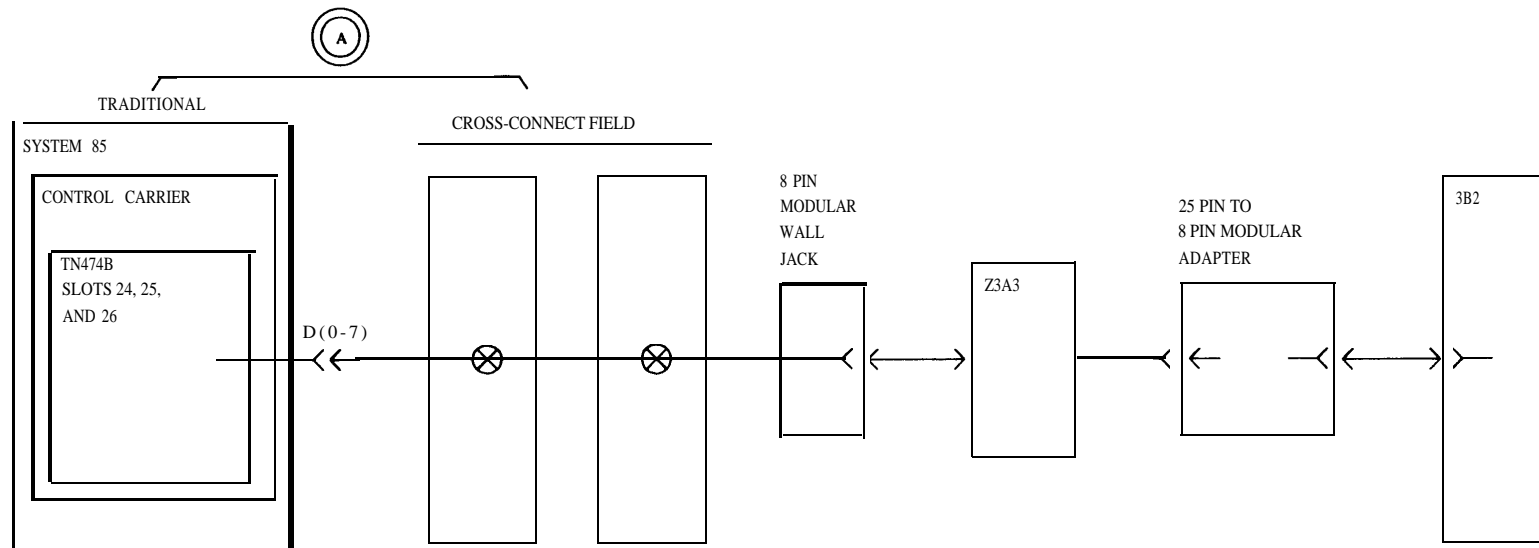 A
TRADITIONAL
CROSS-CONNECT FIELD
SYSTEM 85
CONTROL CARRIER
TN474B
SLOTS 24, 25,
AND 26
D(0-7)
8 PIN
MODULAR
WALL
JACK
Z3A3
25 PIN TO
8 PIN MODULAR
ADAPTER
3B2